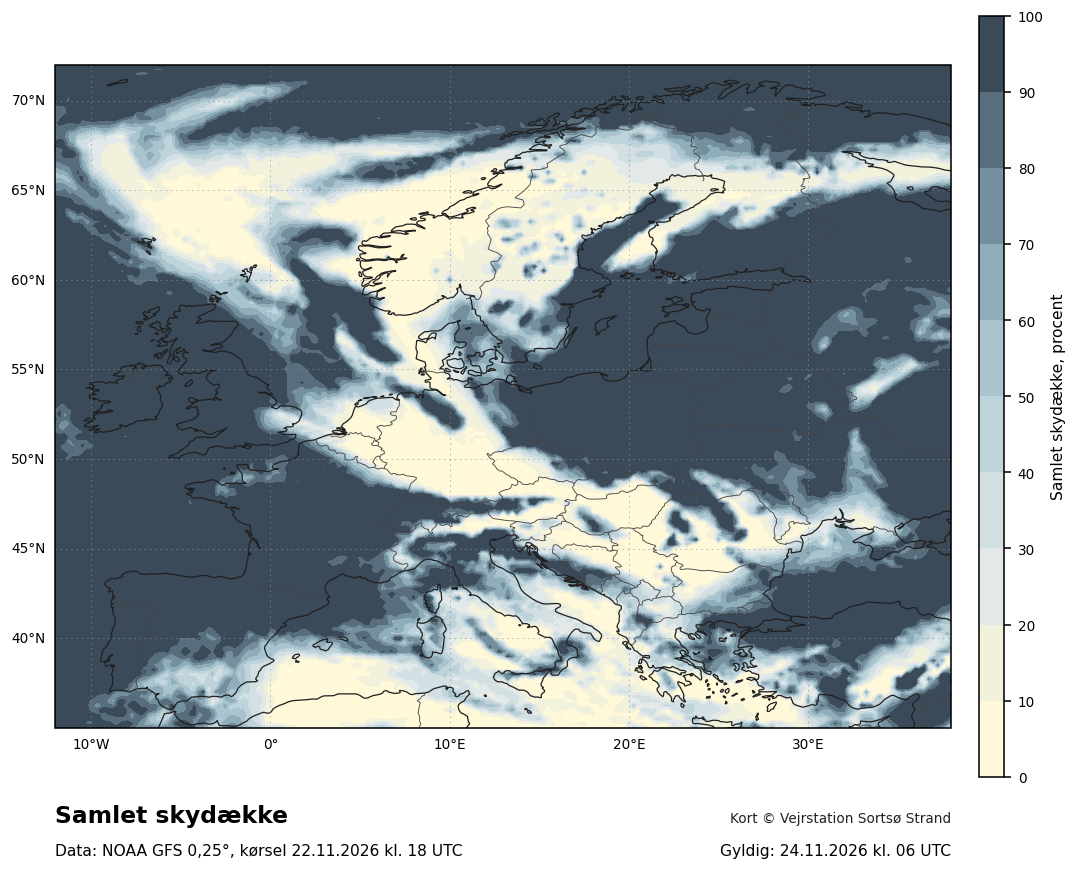 100
90
80
70
60
50
40
30
20
10
0
Samlet skydække, procent
70°N
65°N
60°N
55°N
50°N
45°N
40°N
10°W
0°
10°E
20°E
30°E
Samlet skydække
Kort © Vejrstation Sortsø Strand
Data: NOAA GFS 0,25°, kørsel 22.11.2026 kl. 18 UTC
Gyldig: 24.11.2026 kl. 06 UTC